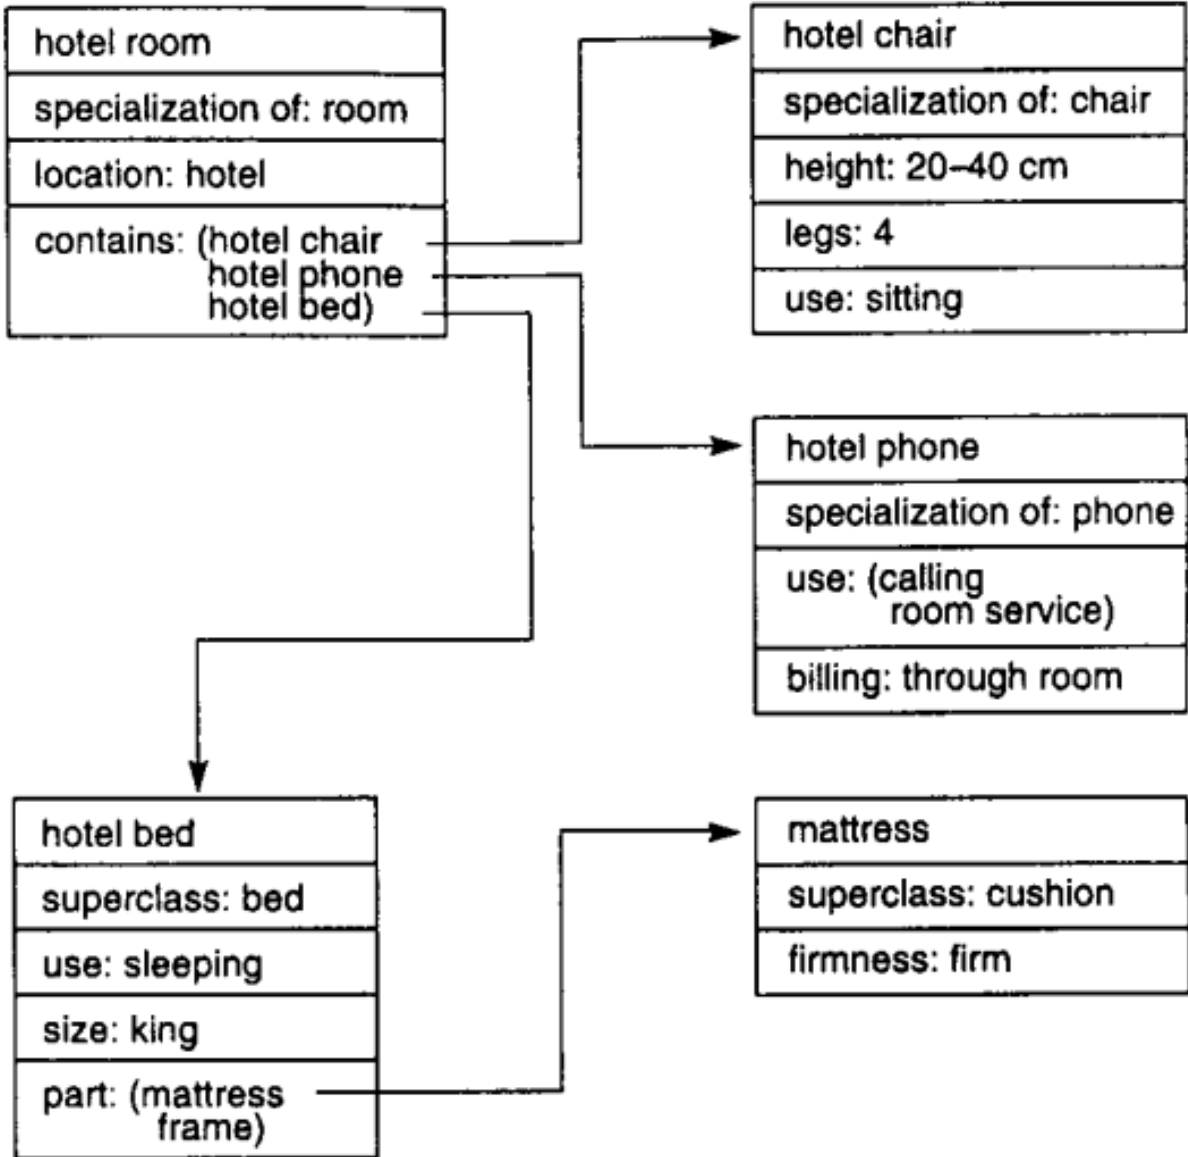 hotel room
specialization of: room
location: hotel
contains: (hotel chair
hotel phone
hotel bed)
hotel chair
specialization of: chair
height: 20–40 cm
legs: 4
use: sitting
hotel phone
specialization of: phone
use: (calling
room service)
billing: through room
hotel bed
superclass: bed
use: sleeping
size: king
part: (mattress
frame)
mattress
superclass: cushion
firmness: firm